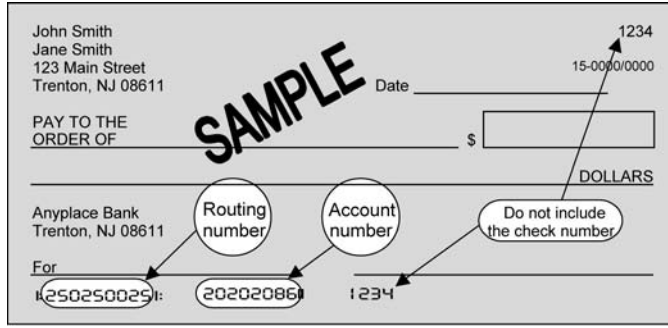 John Smith
Jane Smith
123 Main Street
Trenton, NJ 08611
1234
15-0000/0000
SAMPLE
Date
PAY TO THE
ORDER OF
$
DOLLARS
Anyplace Bank
Trenton, NJ 08611
Routing
number
Account
number
Do not include
the check number
For
250250025 20202086 1234